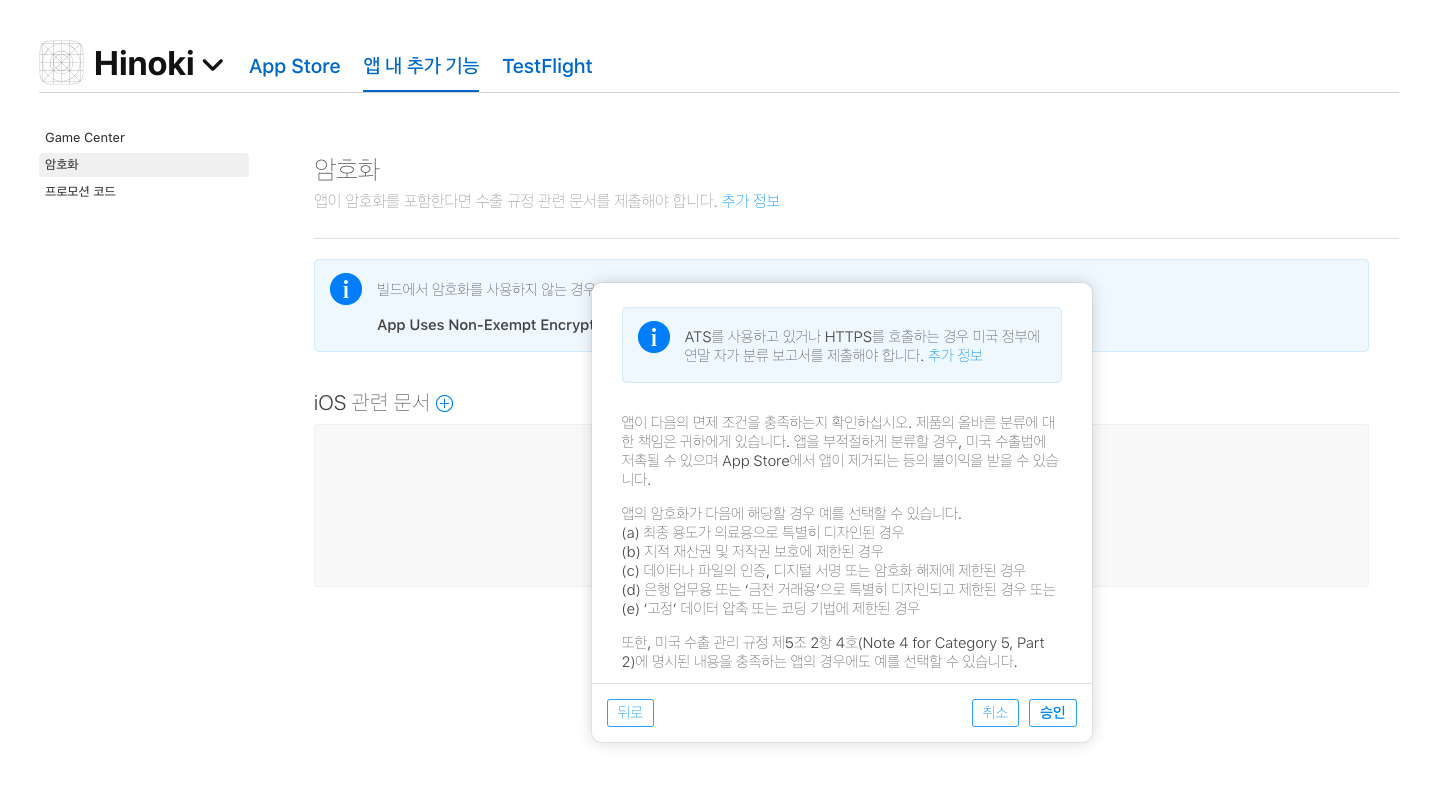 Hinoki
App Store
앱 내 추가 기능
TestFlight
Game Center
암호화
프로모션 코드
암호화
앱이 암호화를 포함한다면 수출 규정 관련 문서를 제출해야 합니다. 추가 정보
빌드에서 암호화를 사용하지 않는 경우
App Uses Non-Exempt Encrypt
iOS 관련 문서
ATS를 사용하고 있거나 HTTPS를 호출하는 경우 미국 정부에
연말 자가 분류 보고서를 제출해야 합니다. 추가 정보
앱이 다음의 면제 조건을 충족하는지 확인하십시오. 제품의 올바른 분류에 대
한 책임은 귀하에게 있습니다. 앱을 부적절하게 분류할 경우, 미국 수출법에
저촉될 수 있으며 App Store에서 앱이 제거되는 등의 불이익을 받을 수 있습
니다.
앱의 암호화가 다음에 해당할 경우 예를 선택할 수 있습니다.
(a) 최종 용도가 의료용으로 특별히 디자인된 경우
(b) 지적 재산권 및 저작권 보호에 제한된 경우
(c) 데이터나 파일의 인증, 디지털 서명 또는 암호화 해제에 제한된 경우
(d) 은행 업무용 또는 ‘금전 거래용’으로 특별히 디자인되고 제한된 경우 또는
(e) ‘고정’ 데이터 압축 또는 코딩 기법에 제한된 경우
또한, 미국 수출 관리 규정 제5조 2항 4호(Note 4 for Category 5, Part
2)에 명시된 내용을 충족하는 앱의 경우에도 예를 선택할 수 있습니다.
뒤로
취소
승인